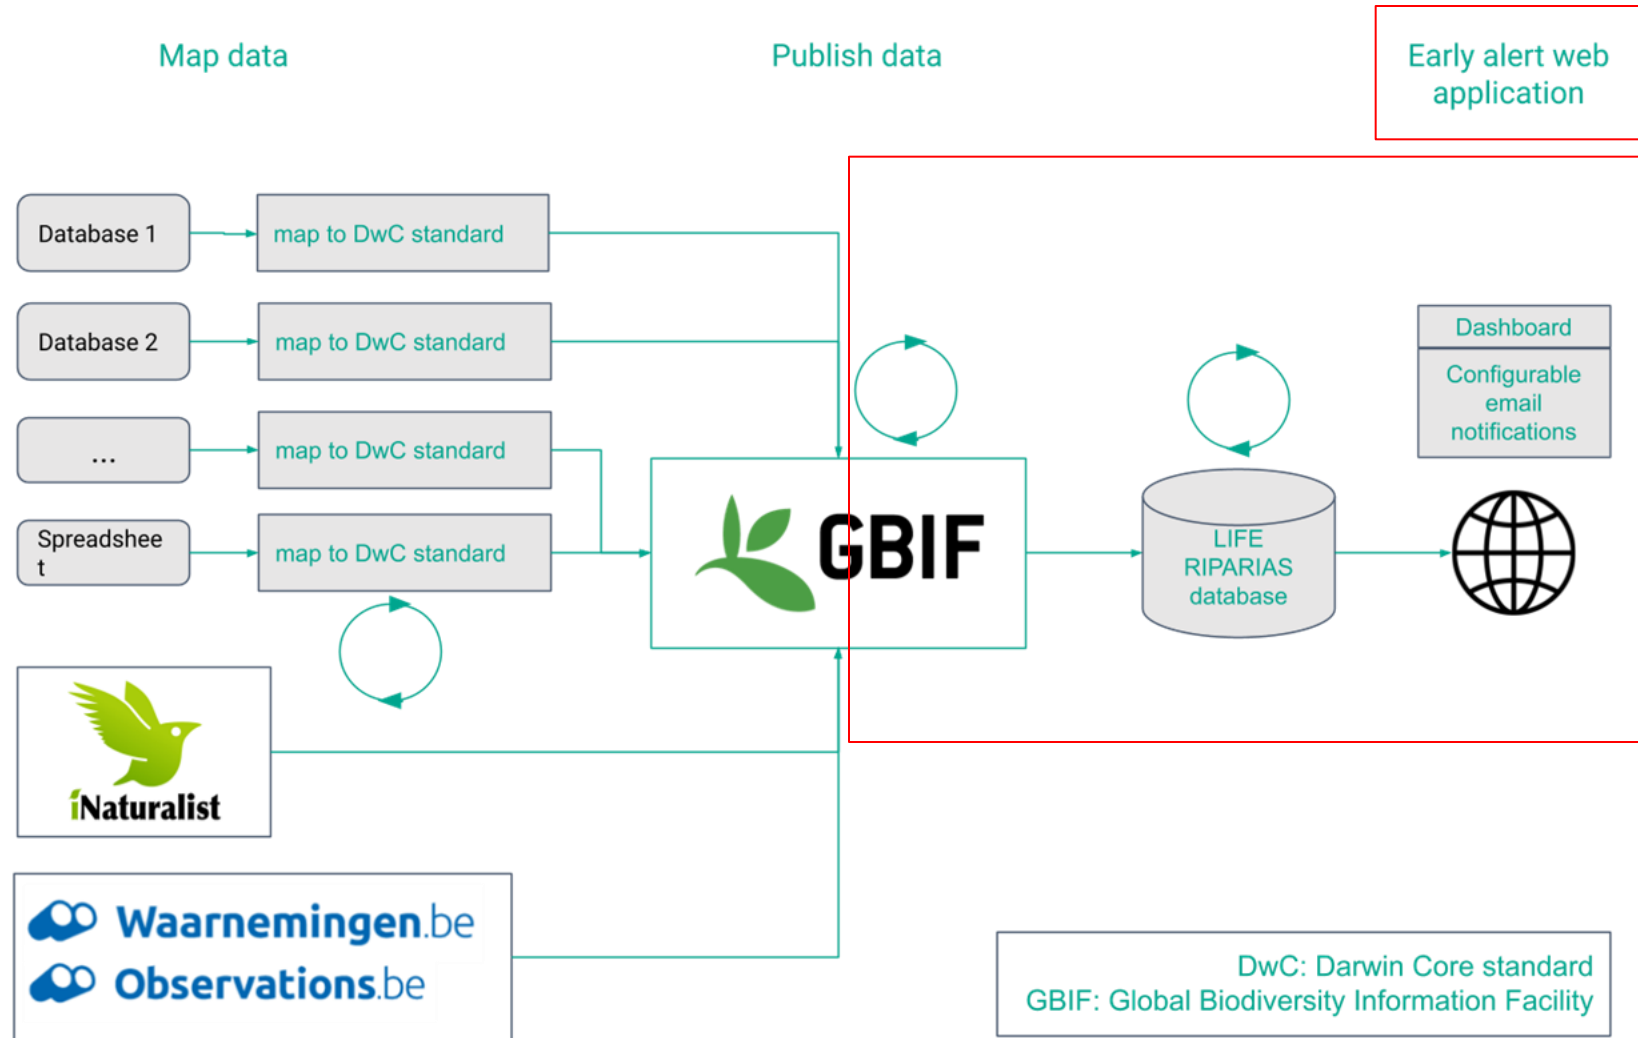 Map data
Publish data
Early alert web
application
Database 1
map to DwC standard
Database 2
map to DwC standard
...
map to DwC standard
Spreadshee
t
map to DwC standard
GBIF
LIFE
RIPARIAS
database
Dashboard
Configurable
email
notifications
iNaturalist
Waarnemingen.be
Observations.be
DwC: Darwin Core standard
GBIF: Global Biodiversity Information Facility